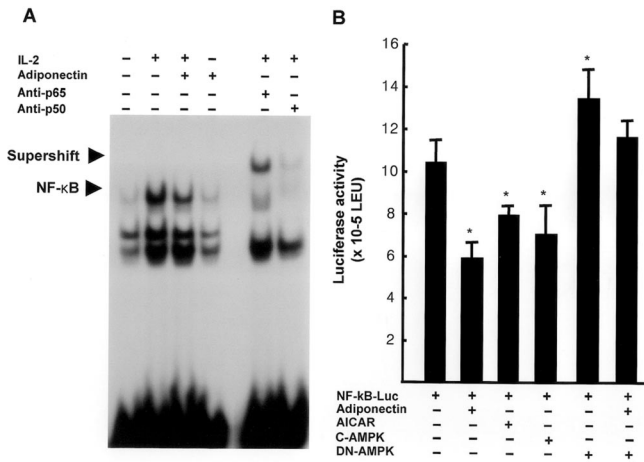 A
IL-2 − + + − + +
Adiponectin − − + + − −
Anti-p65 − − − − + −
Anti-p50 − − − − − +
Supershift
NF-κB
B
16
14
12
10
8
6
4
2
Luciferase activity
(x 10-5 LEU)
* * * *
NF-kB-Luc + + + + + +
Adiponectin − + − − − +
AICAR − − + − − −
C-AMPK − − − + − −
DN-AMPK − − − − + +